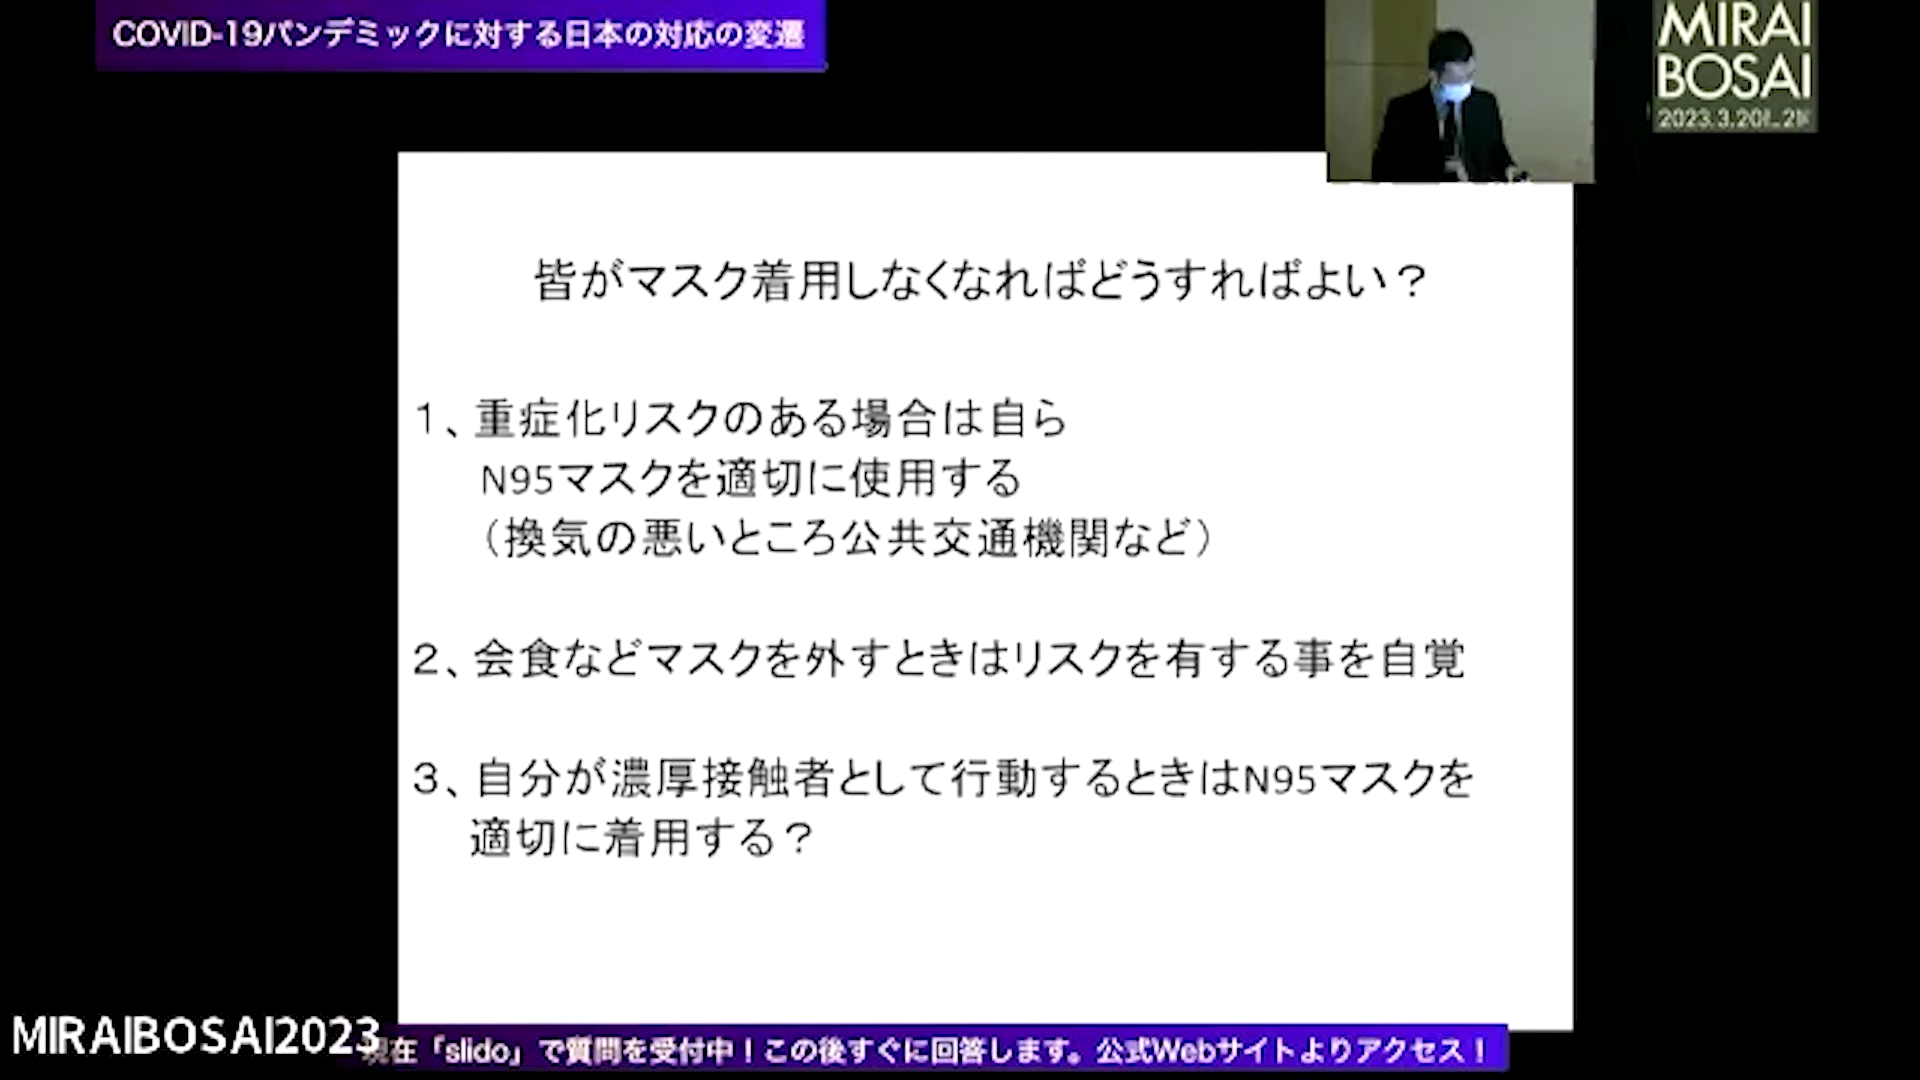 COVID-19パンデミックに対する日本の対応の変遷
MIRAI
BOSAI
皆がマスク着用しなくなればどうすればよい？
１、重症化リスクのある場合は自ら
N95マスクを適切に使用する
（換気の悪いところ公共交通機関など）
２、会食などマスクを外すときはリスクを有する事を自覚
３、自分が濃厚接触者として行動するときはN95マスクを
適切に着用する？
MIRAIBOSAI2023
現在「slido」で質問を受付中！この後すぐに回答します。公式Webサイトよりアクセス！